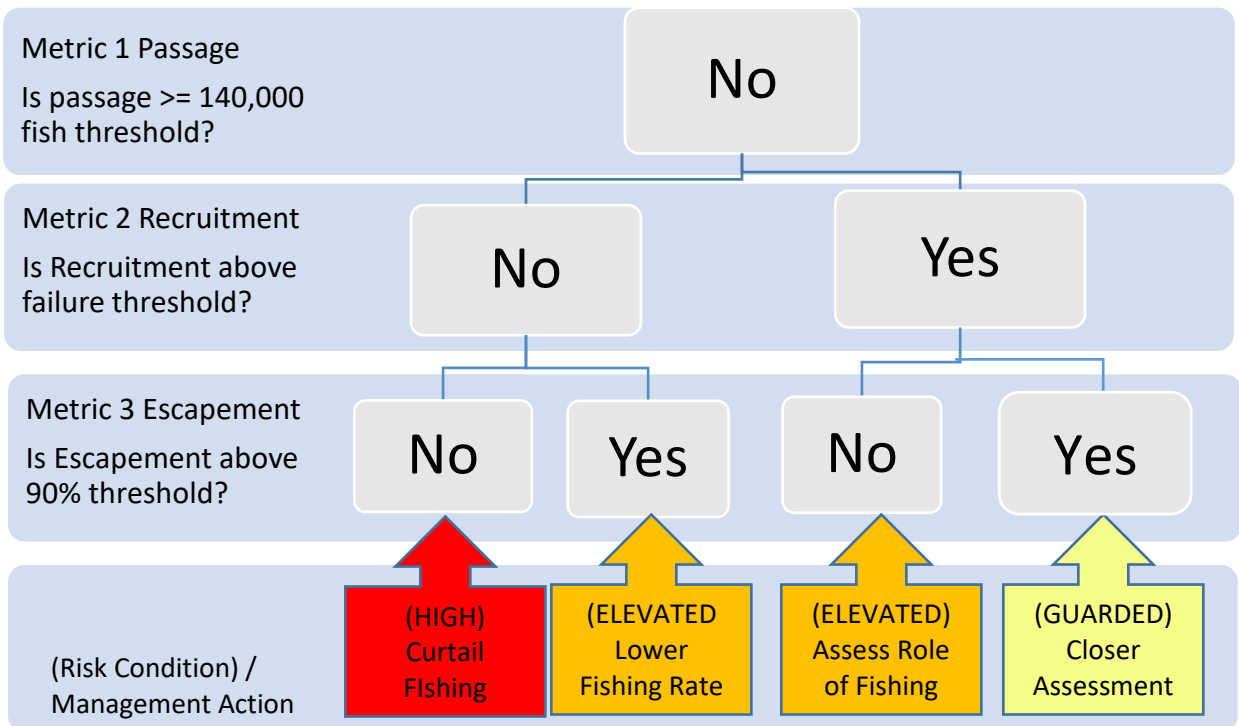 Metric 1 Passage
Is passage >= 140,000
fish threshold?
No
Metric 2 Recruitment
Is Recruitment above
failure threshold?
No
Yes
Metric 3 Escapement
Is Escapement above
90% threshold?
No
Yes
No
Yes
(Risk Condition) /
Management Action
(HIGH)
Curtail
FIshing
(ELEVATED
Lower
Fishing Rate
(ELEVATED)
Assess Role
of Fishing
(GUARDED)
Closer
Assessment